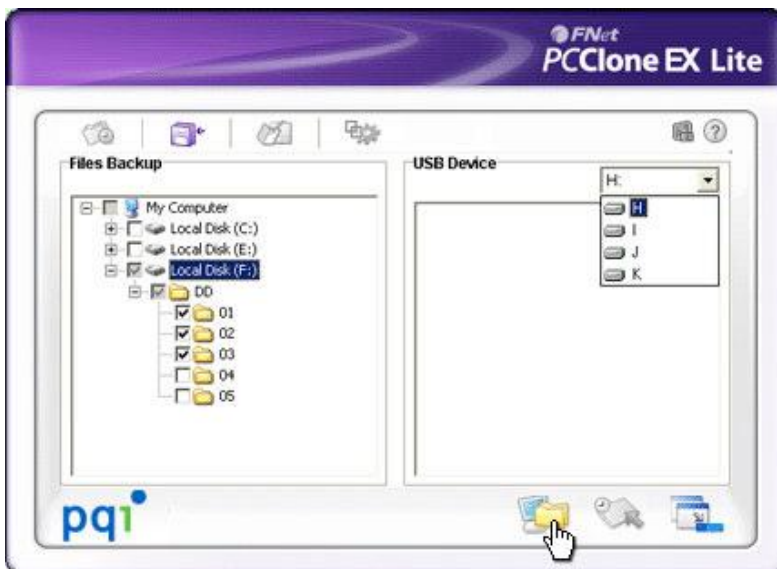 FNet
PCClone EX Lite
Files Backup
USB Device
H:
My Computer
Local Disk (C:)
Local Disk (E:)
Local Disk (F:)
DD
01
02
03
04
05
H
I
J
K
pqi